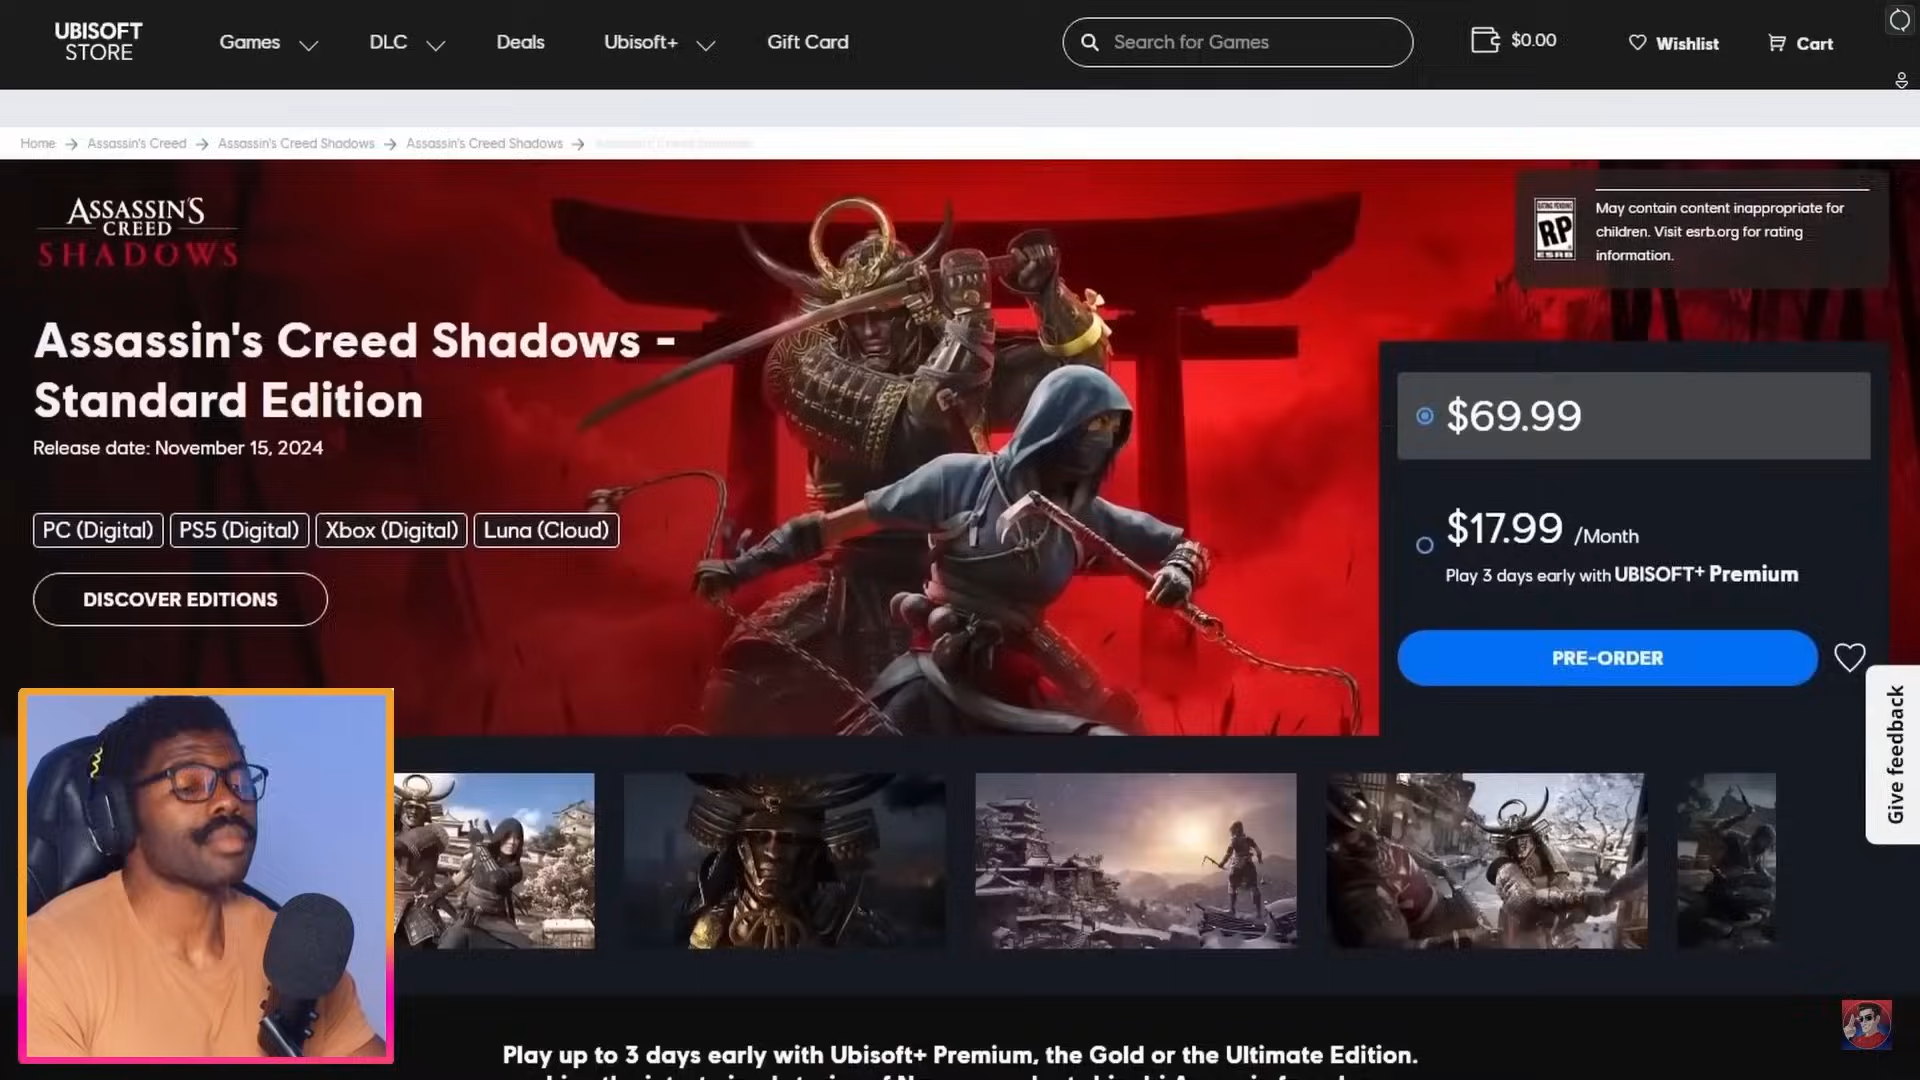 UBISOFT
STORE
Games
DLC
Deals
Ubisoft+
Gift Card
Search for Games
$0.00
Wishlist
Cart
Home → Assassin's Creed → Assassin's Creed Shadows → Assassin's Creed Shadows →
ASSASSIN'S
CREED
SHADOWS
RP
ESRB
May contain content inappropriate for
children. Visit esrb.org for rating
information.
Assassin's Creed Shadows -
Standard Edition
Release date: November 15, 2024
PC (Digital)
PS5 (Digital)
Xbox (Digital)
Luna (Cloud)
DISCOVER EDITIONS
$69.99
$17.99 /Month
Play 3 days early with UBISOFT+ Premium
PRE-ORDER
Give feedback
Play up to 3 days early with Ubisoft+ Premium, the Gold or the Ultimate Edition.